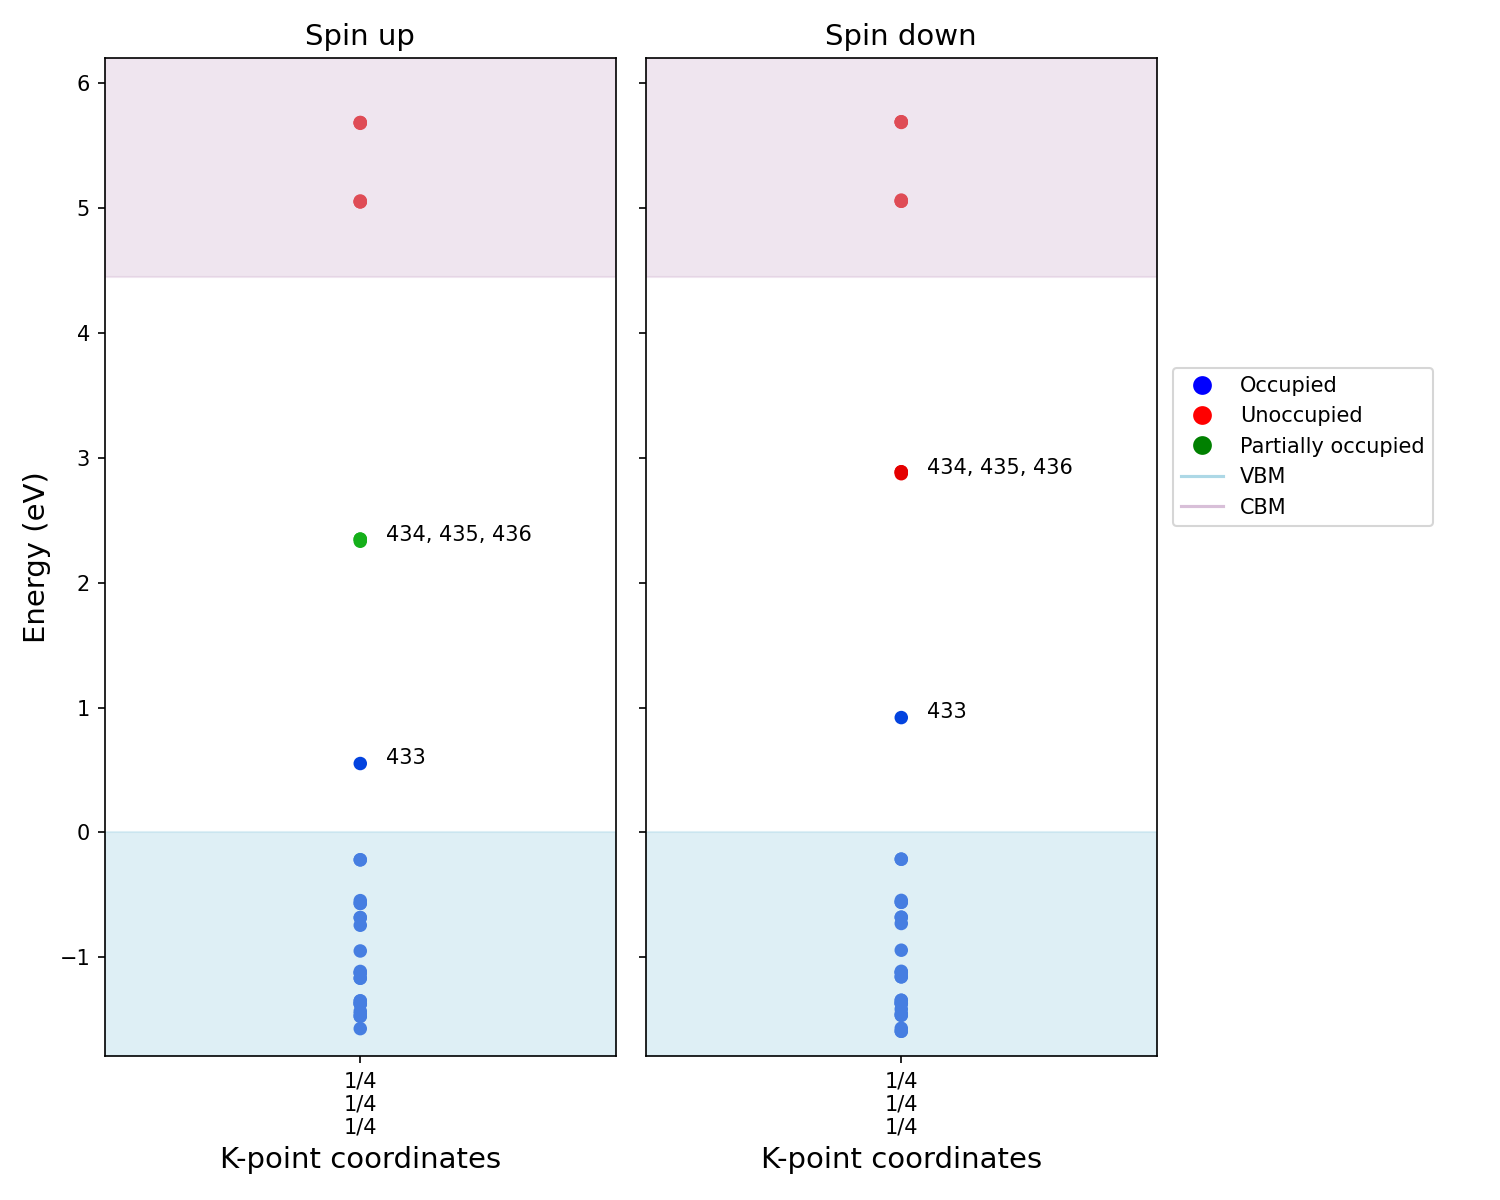 Spin up
Spin down
6
5
4
3
2
1
0
−1
Energy (eV)
434, 435, 436
433
434, 435, 436
433
1/4
1/4
1/4
1/4
1/4
1/4
K-point coordinates
K-point coordinates
Occupied
Unoccupied
Partially occupied
VBM
CBM